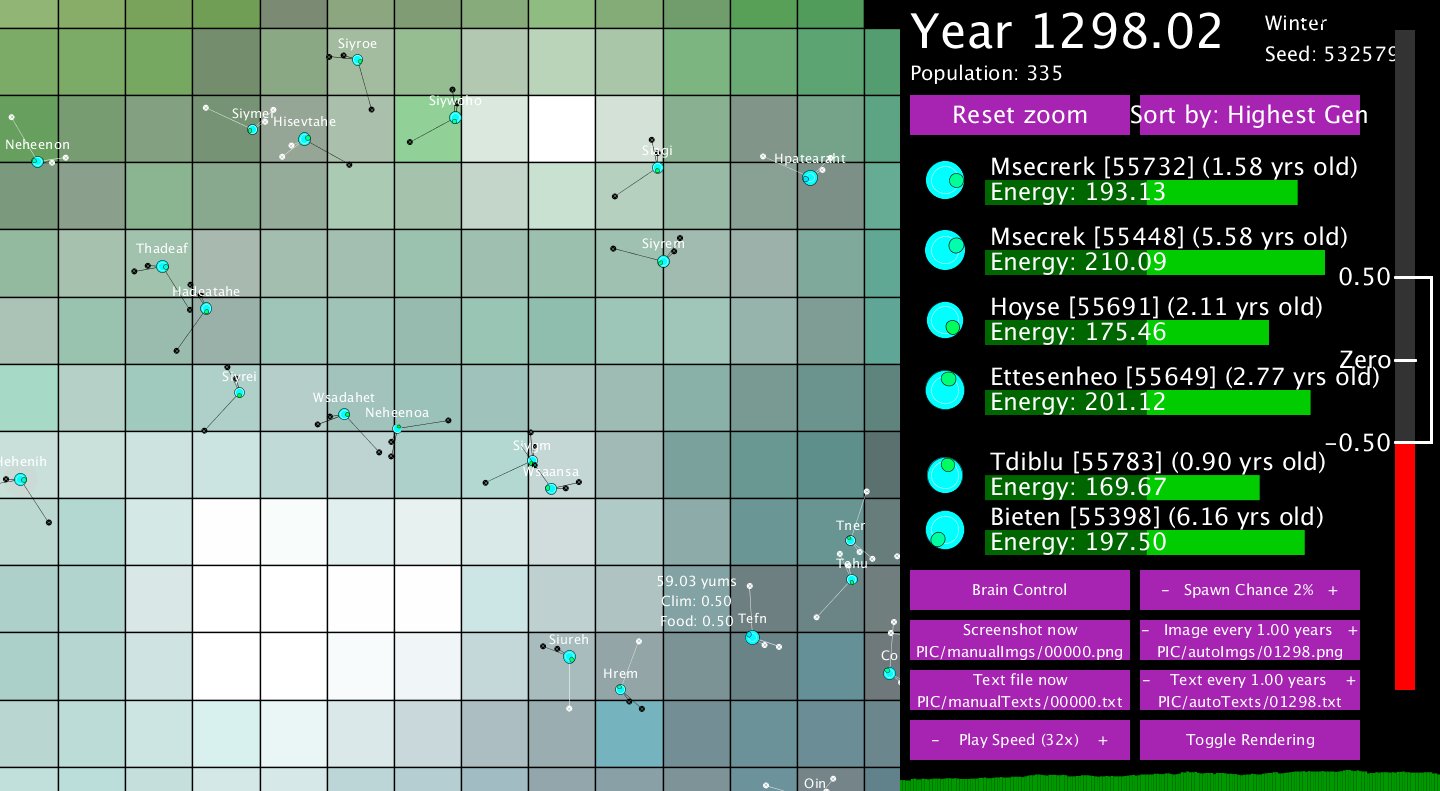 Siyroe
Siywoho
Siymef
Hisevtahe
Neheenon
Hpatearaht
Siyrem
Thadeaf
Hadeatahe
Siyrei
Wsadahet
Neheenoa
Wsaansa
Tner
59.03 yums
Clim: 0.50
Food: 0.50
Tefn
Siureh
Hrem
Co
Oin
Year 1298.02
Winter
Seed: 532579
Population: 335
Reset zoom
Sort by: Highest Gen
Msecrerk [55732] (1.58 yrs old)
Energy: 193.13
Msecrek [55448] (5.58 yrs old)
Energy: 210.09
Hoyse [55691] (2.11 yrs old)
Energy: 175.46
Ettesenheo [55649] (2.77 yrs old)
Energy: 201.12
Tdiblu [55783] (0.90 yrs old)
Energy: 169.67
Bieten [55398] (6.16 yrs old)
Energy: 197.50
0.50
Zero
-0.50
Brain Control
- Spawn Chance 2% +
Screenshot now
PIC/manualImgs/00000.png
- Image every 1.00 years +
PIC/autoImgs/01298.png
Text file now
PIC/manualTexts/00000.txt
- Text every 1.00 years +
PIC/autoTexts/01298.txt
- Play Speed (32x) +
Toggle Rendering